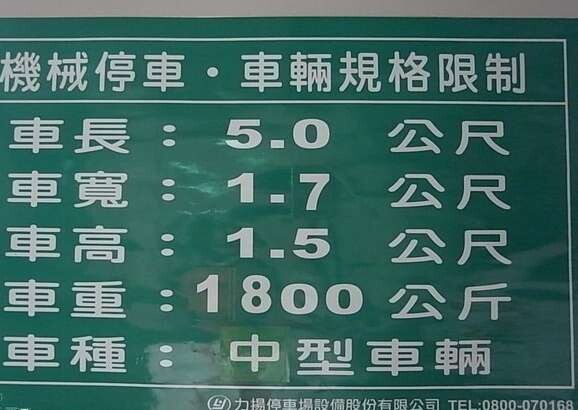 機械停車・車輛規格限制
車長：5.0 公尺
車寬：1.7 公尺
車高：1.5 公尺
車重：1800 公斤
車種：中型車輛
力揚停車場設備股份有限公司 TEL:0800-070168